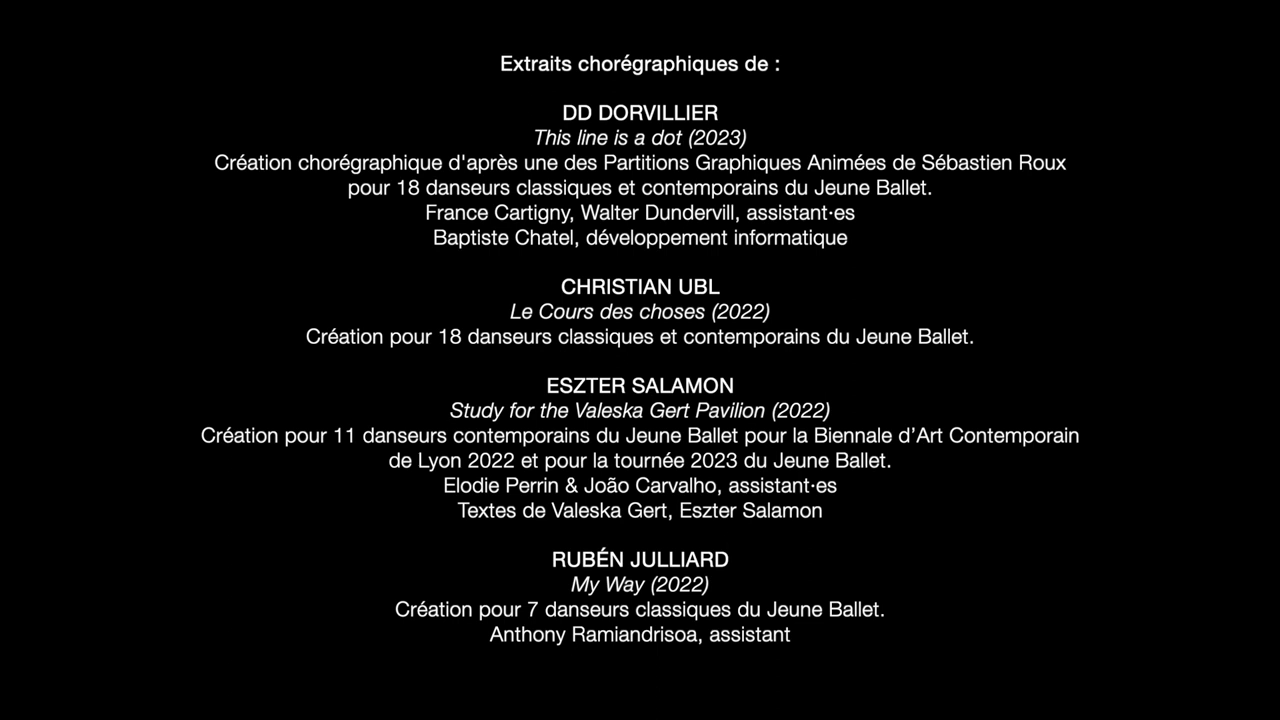 Extraits chorégraphiques de :
DD DORVILLIER
This line is a dot (2023)
Création chorégraphique d'après une des Partitions Graphiques Animées de Sébastien Roux
pour 18 danseurs classiques et contemporains du Jeune Ballet.
France Cartigny, Walter Dundervill, assistant·es
Baptiste Chatel, développement informatique
CHRISTIAN UBL
Le Cours des choses (2022)
Création pour 18 danseurs classiques et contemporains du Jeune Ballet.
ESZTER SALAMON
Study for the Valeska Gert Pavilion (2022)
Création pour 11 danseurs contemporains du Jeune Ballet pour la Biennale d’Art Contemporain
de Lyon 2022 et pour la tournée 2023 du Jeune Ballet.
Elodie Perrin & João Carvalho, assistant·es
Textes de Valeska Gert, Eszter Salamon
RUBÉN JULLIARD
My Way (2022)
Création pour 7 danseurs classiques du Jeune Ballet.
Anthony Ramiandrisoa, assistant